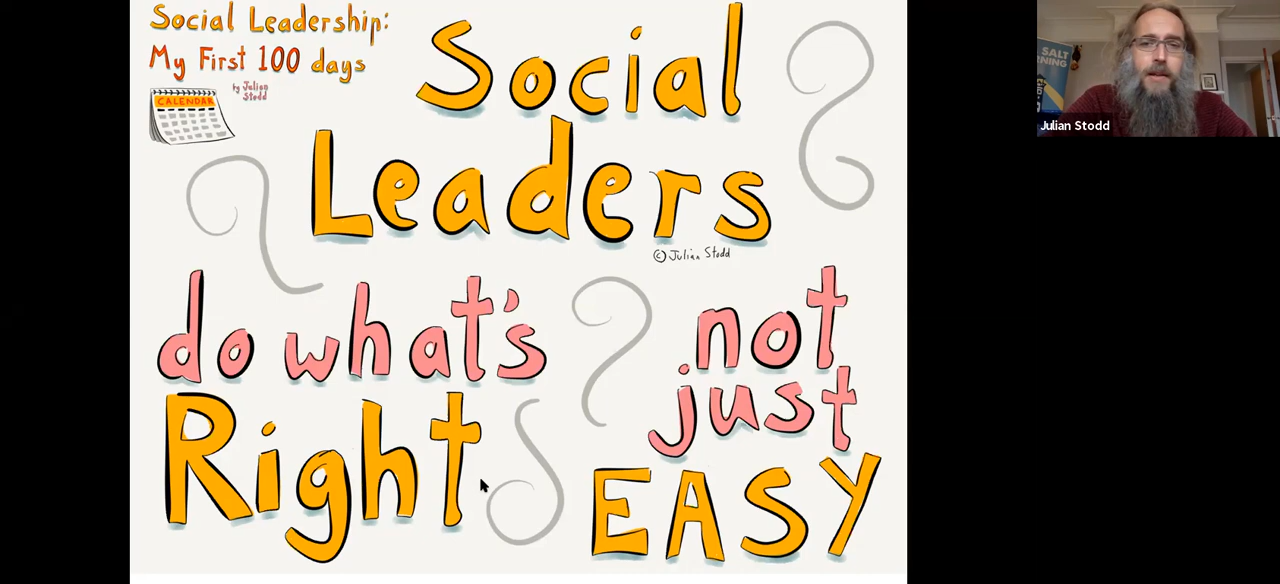 Social Leadership:
My First 100 days
by Julian
Stodd
CALENDAR
Social
Leaders
© Julian Stodd
do what's
Right
not
just
EASY
SALT
Julian Stodd